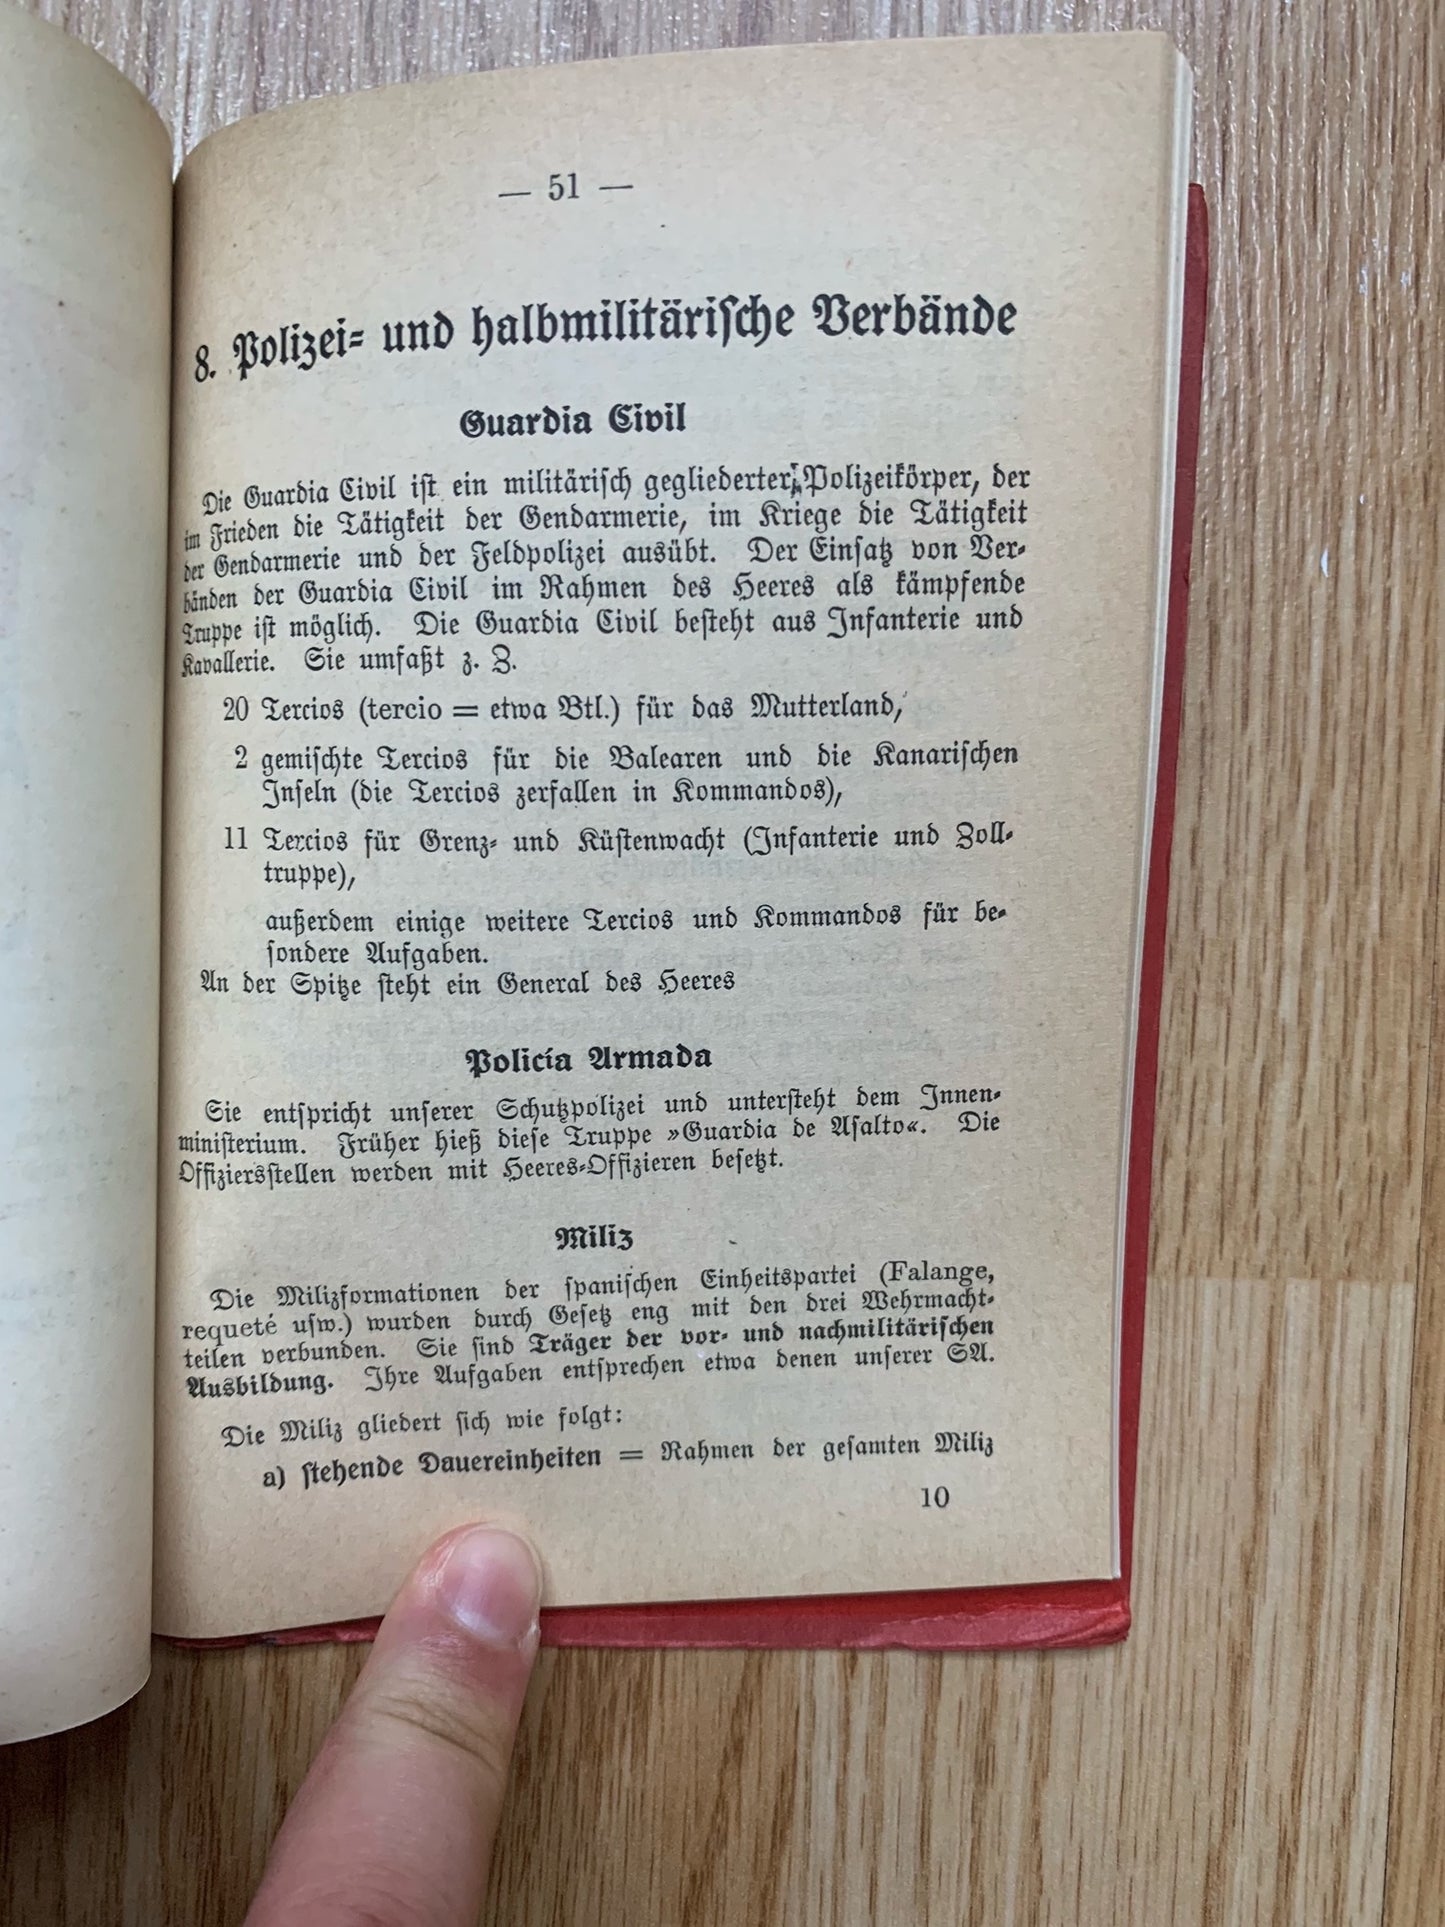 — 51 —
8. Polizei- und halbmilitärische Verbände
Guardia Civil
Die Guardia Civil ist ein militärisch gegliederter Polizeikörper, der
im Frieden die Tätigkeit der Gendarmerie, im Kriege die Tätigkeit
der Gendarmerie und der Feldpolizei ausübt. Der Einsatz von Ver-
bänden der Guardia Civil im Rahmen des Heeres als kämpfende
Truppe ist möglich. Die Guardia Civil besteht aus Infanterie und
Kavallerie. Sie umfaßt z. Z.
20 Tercios (tercio = etwa Btl.) für das Mutterland,
2 gemischte Tercios für die Balearen und die Kanarischen
Inseln (die Tercios zerfallen in Kommandos),
11 Tercios für Grenz- und Küstenwacht (Infanterie und Zoll-
truppe),
außerdem einige weitere Tercios und Kommandos für be-
sondere Aufgaben.
An der Spitze steht ein General des Heeres
Policía Armada
Sie entspricht unserer Schutzpolizei und untersteht dem Innen-
ministerium. Früher hieß diese Truppe »Guardia de Asalto«. Die
Offiziersstellen werden mit Heeres-Offizieren besetzt.
Miliz
Die Milizformationen der spanischen Einheitspartei (Falange,
requeté usw.) wurden durch Gesetz eng mit den drei Wehrmacht-
teilen verbunden. Sie sind Träger der vor- und nachmilitärischen
Ausbildung. Ihre Aufgaben entsprechen etwa denen unserer SA.
Die Miliz gliedert sich wie folgt:
a) stehende Dauereinheiten = Rahmen der gesamten Miliz
10